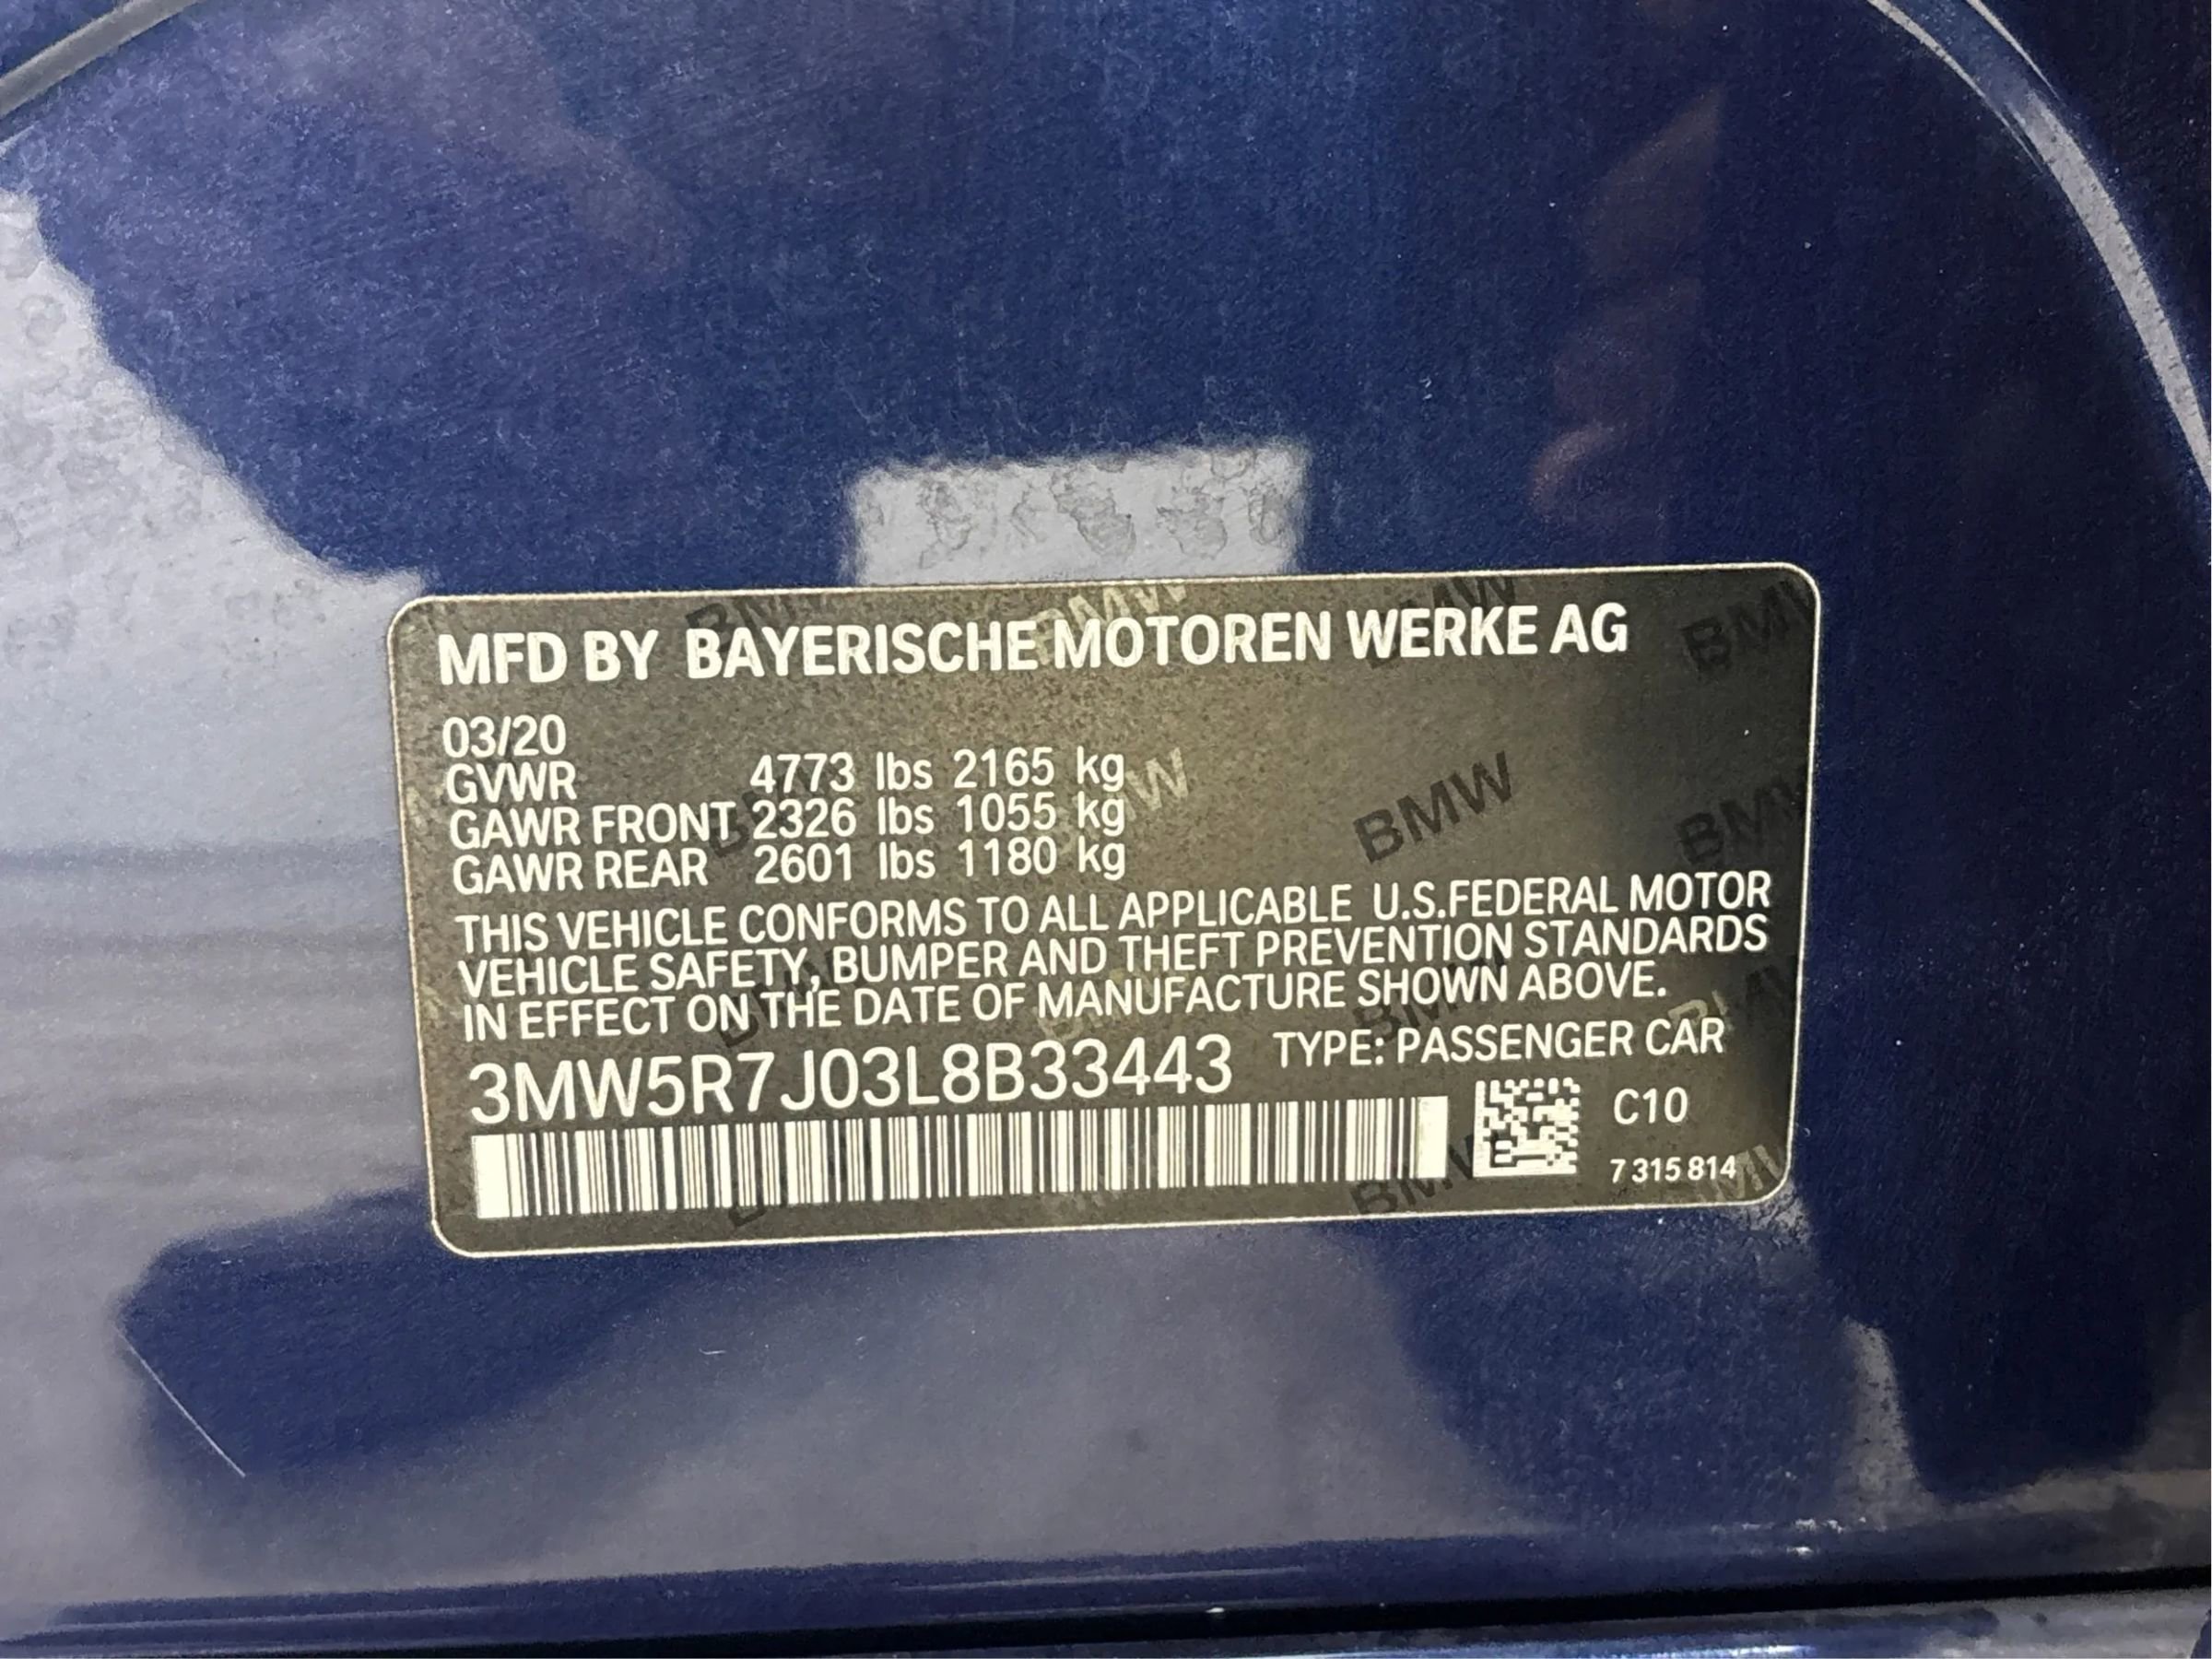 MFD BY BAYERISCHE MOTOREN WERKE AG
03/20
GVWR 4773 lbs 2165 kg
GAWR FRONT 2326 lbs 1055 kg
GAWR REAR 2601 lbs 1180 kg
THIS VEHICLE CONFORMS TO ALL APPLICABLE U.S.FEDERAL MOTOR
VEHICLE SAFETY, BUMPER AND THEFT PREVENTION STANDARDS
IN EFFECT ON THE DATE OF MANUFACTURE SHOWN ABOVE.
3MW5R7J03L8B33443 TYPE: PASSENGER CAR
C10
7 315 814